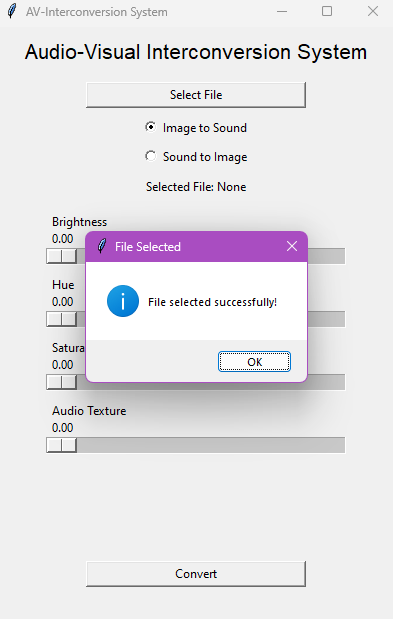 AV-Interconversion System
Audio-Visual Interconversion System
Select File
Image to Sound
Sound to Image
Selected File: None
Brightness
0.00
File Selected
Hue
0.00
File selected successfully!
Satura
0.00
OK
Audio Texture
0.00
Convert